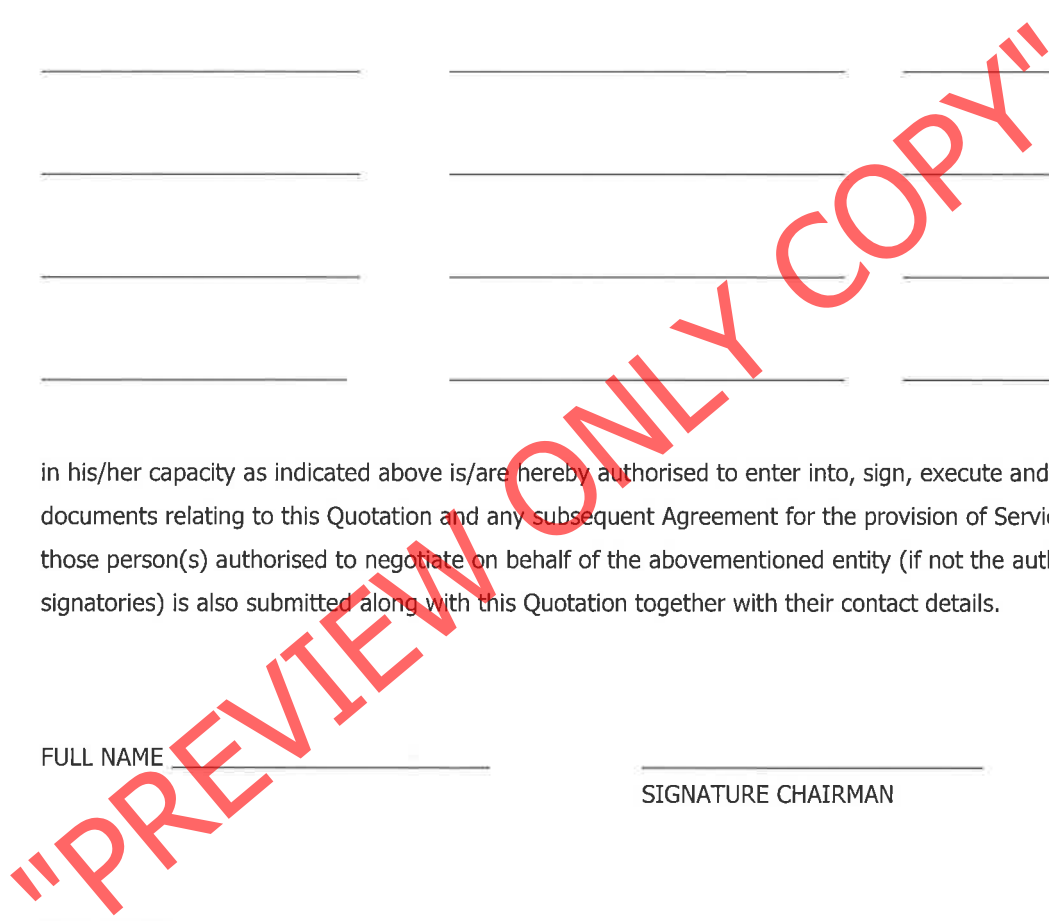 in his/her capacity as indicated above is/are hereby authorised to enter into, sign, execute and
documents relating to this Quotation and any subsequent Agreement for the provision of
those person(s) authorised to negotiate on behalf of the abovementioned entity (if not the
signatories) is also submitted along with this Quotation together with their contact details.
FULL NAME
SIGNATURE CHAIRMAN
"PREVIEW ONLY COPY"